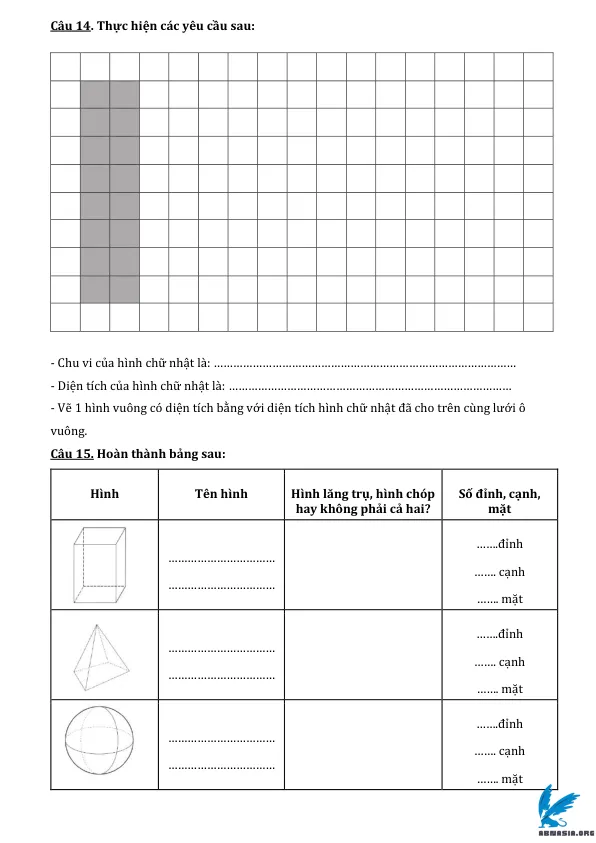 Câu 14. Thực hiện các yêu cầu sau:
- Chu vi của hình chữ nhật là: ………………………………………………………………………………
- Diện tích của hình chữ nhật là: …………………………………………………………………………
- Vẽ 1 hình vuông có diện tích bằng với diện tích hình chữ nhật đã cho trên cùng lưới ô
vuông.
Câu 15. Hoàn thành bảng sau:
Hình Tên hình Hình lăng trụ, hình chóp Số đỉnh, cạnh,
hay không phải cả hai? mặt
…….đỉnh
……………………………
……. cạnh
……………………………
……. mặt
…….đỉnh
……………………………
……. cạnh
……………………………
……. mặt
…….đỉnh
……………………………
……. cạnh
……………………………
……. mặt
ABNASIA.ORG